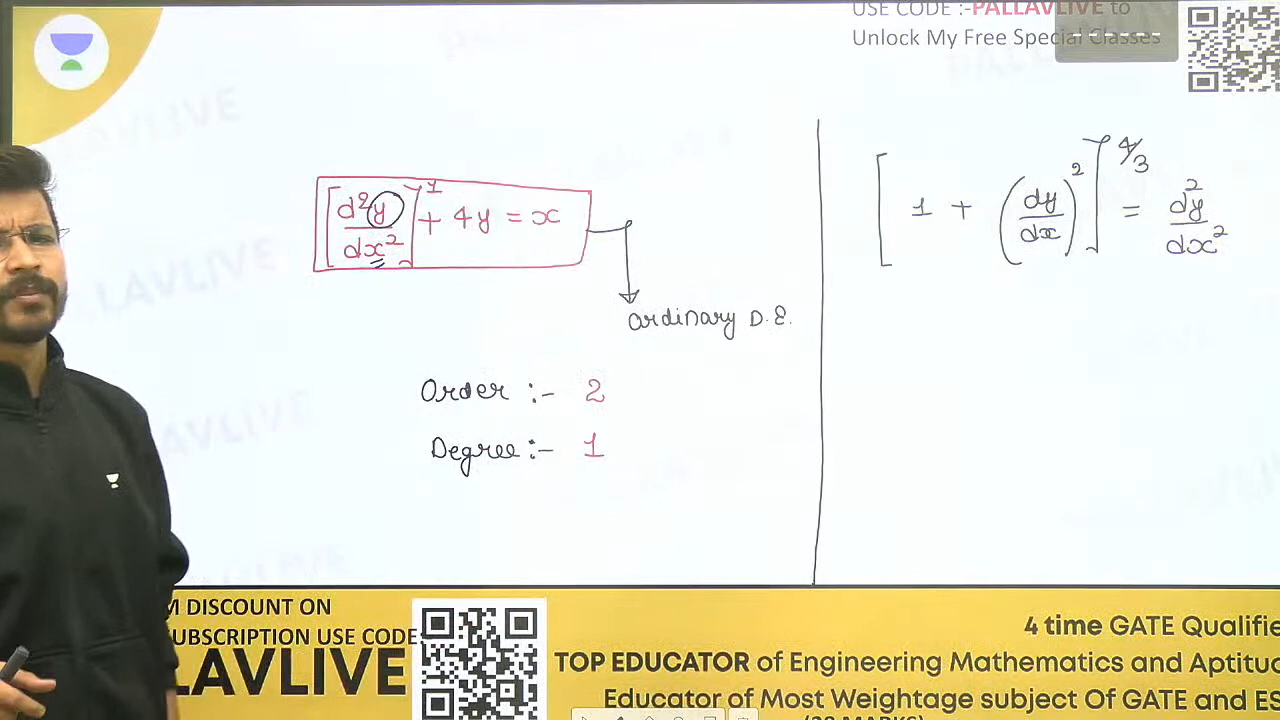 USE CODE :-PALLAVLIVE to
Unlock My Free Special Classes
[d²y/dx²]¹ + 4y = x
Ordinary D.E.
Order :- 2
Degree :- 1
[1 + (dy/dx)²]^4/3 = d²y/dx²
M DISCOUNT ON
UBSCRIPTION USE CODE
LAVLIVE
4 time GATE Qualifie
TOP EDUCATOR of Engineering Mathematics and Aptitud
Educator of Most Weightage subject Of GATE and ES